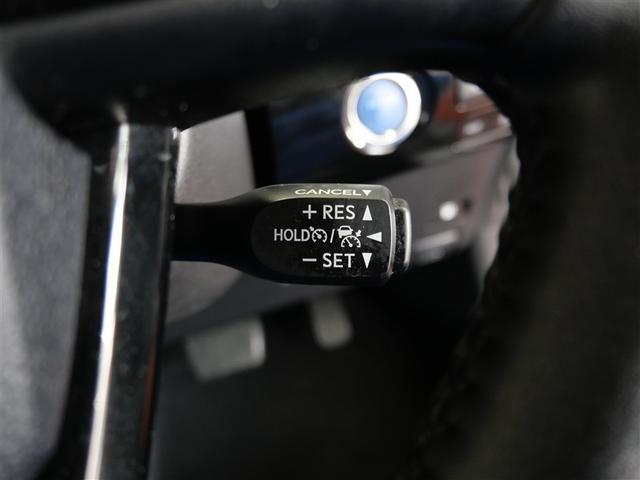 CANCEL▼
+ RES ▲
HOLD / ◀
− SET ▼